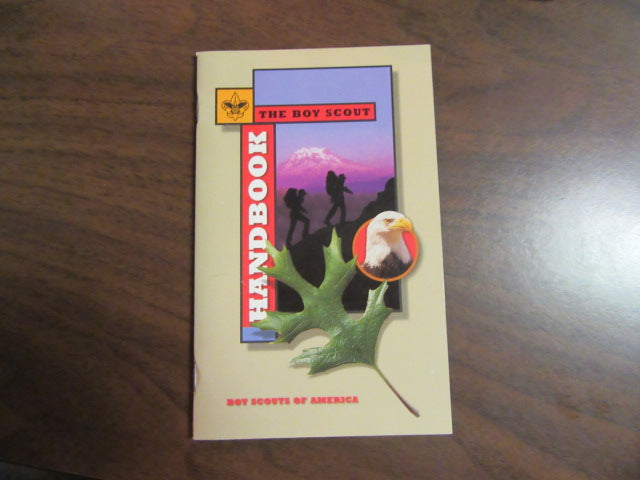 THE BOY SCOUT
HANDBOOK
BOY SCOUTS OF AMERICA